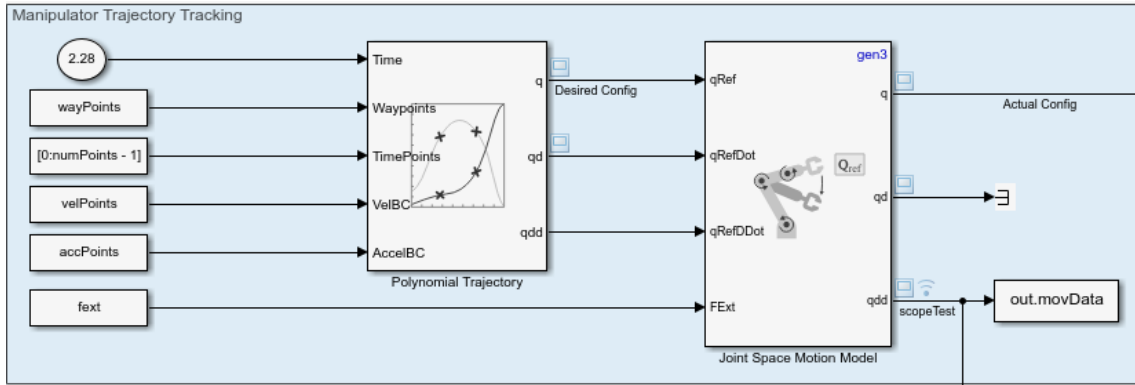 Manipulator Trajectory Tracking
2.28
wayPoints
[0:numPoints - 1]
velPoints
accPoints
fext
Time
Waypoints
TimePoints
VelBC
AccelBC
q
qd
qdd
Polynomial Trajectory
Desired Config
gen3
qRef
qRefDot
qRefDDot
FExt
Qref
q
qd
qdd
Joint Space Motion Model
Actual Config
scopeTest
out.movData